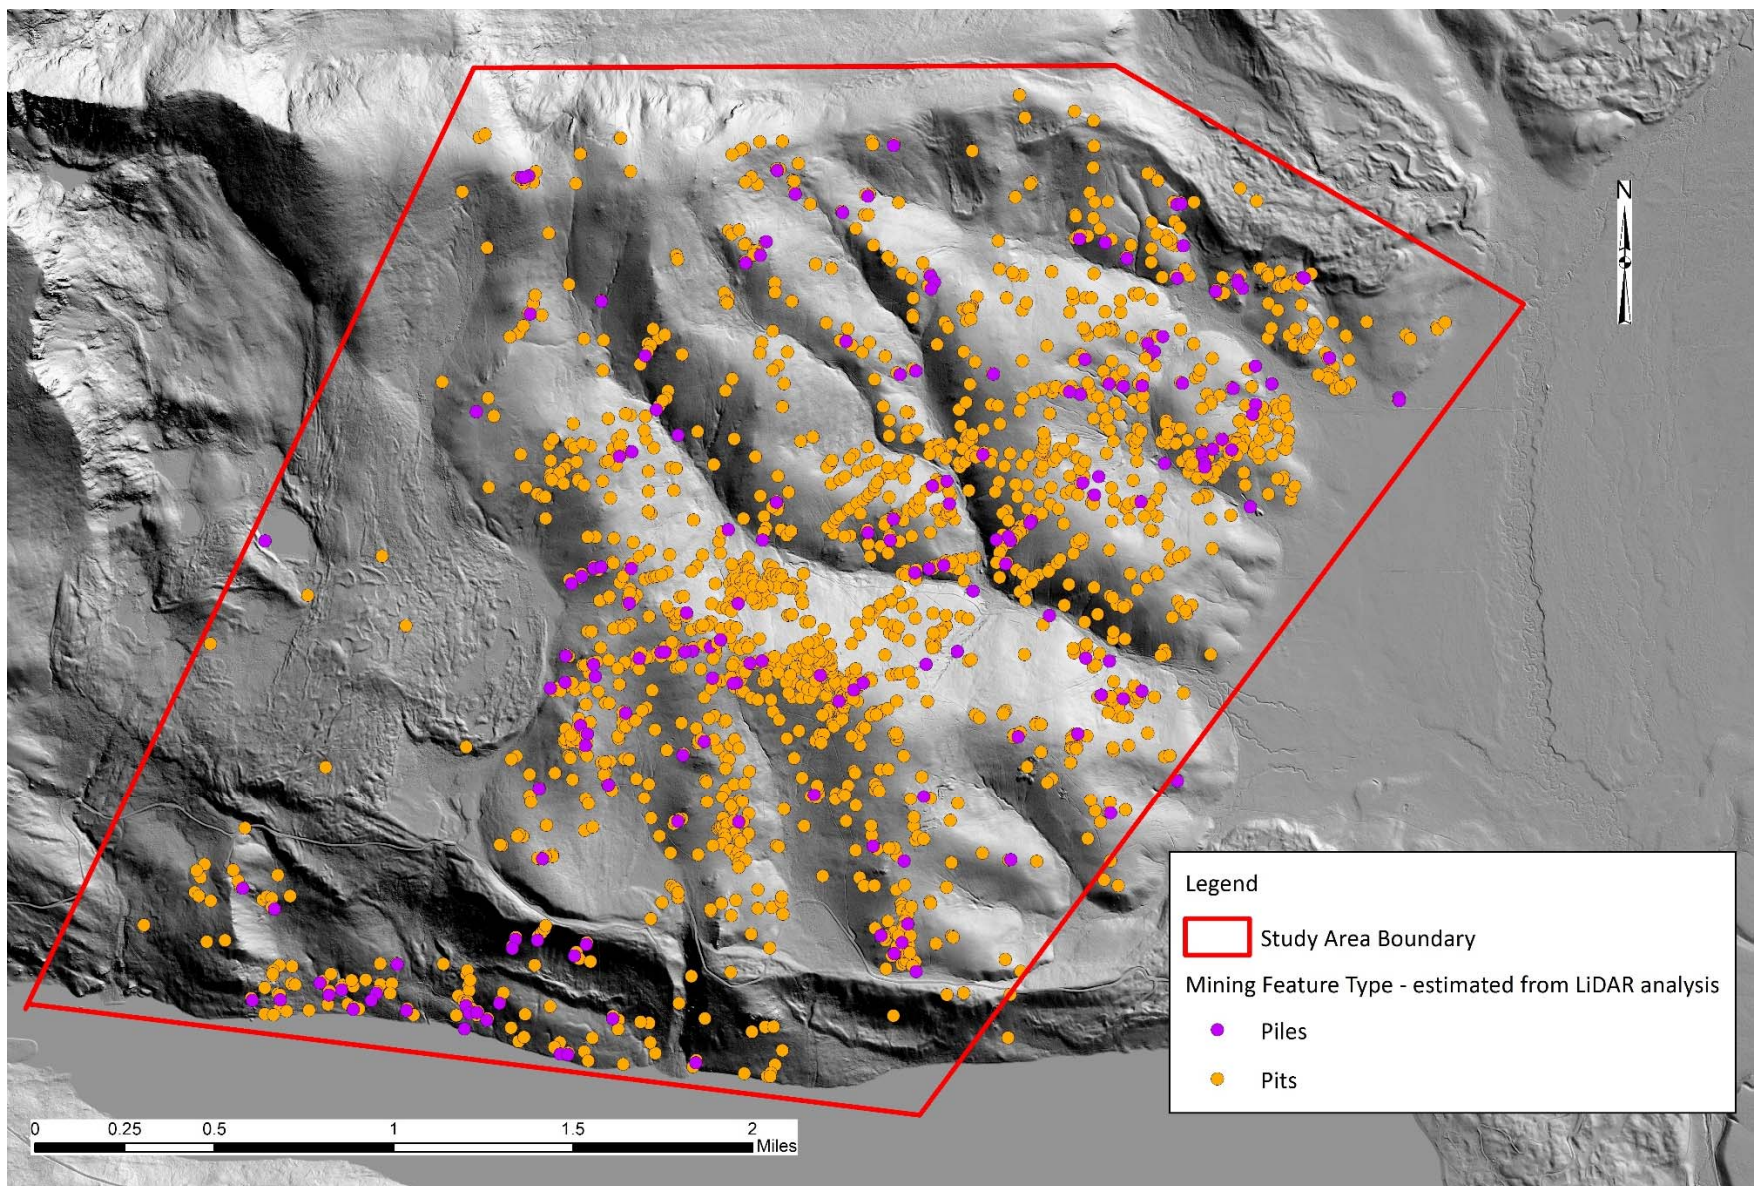 N
Legend
Study Area Boundary
Mining Feature Type - estimated from LiDAR analysis
Piles
Pits
0 0.25 0.5 1 1.5 2
Miles